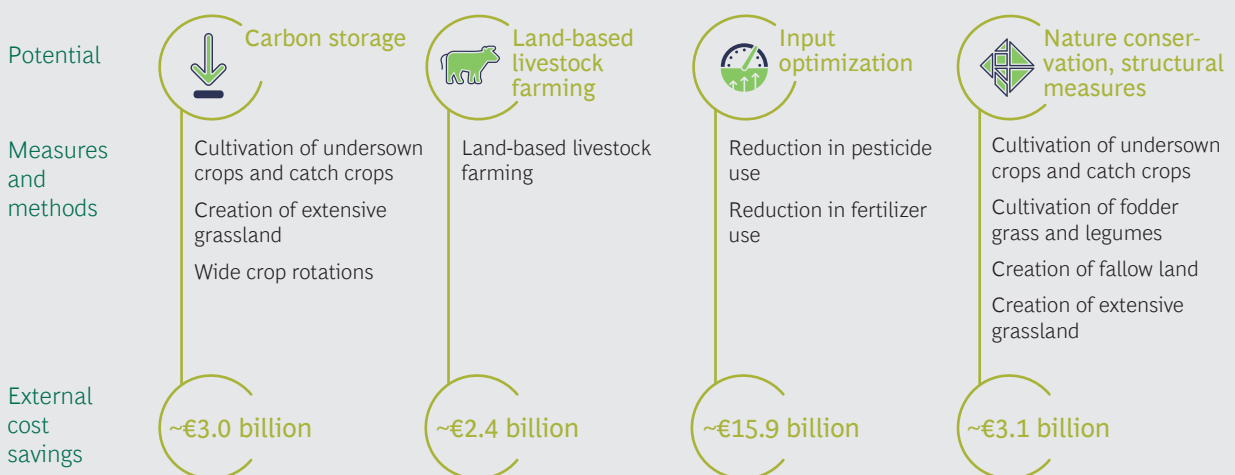 Potential
Carbon storage
Land-based
livestock
farming
Input
optimization
Nature conser-
vation, structural
measures
Measures
and
methods
Cultivation of undersown
crops and catch crops
Creation of extensive
grassland
Wide crop rotations
Land-based livestock
farming
Reduction in pesticide
use
Reduction in fertilizer
use
Cultivation of undersown
crops and catch crops
Cultivation of fodder
grass and legumes
Creation of fallow land
Creation of extensive
grassland
External
cost
savings
~€3.0 billion
~€2.4 billion
~€15.9 billion
~€3.1 billion